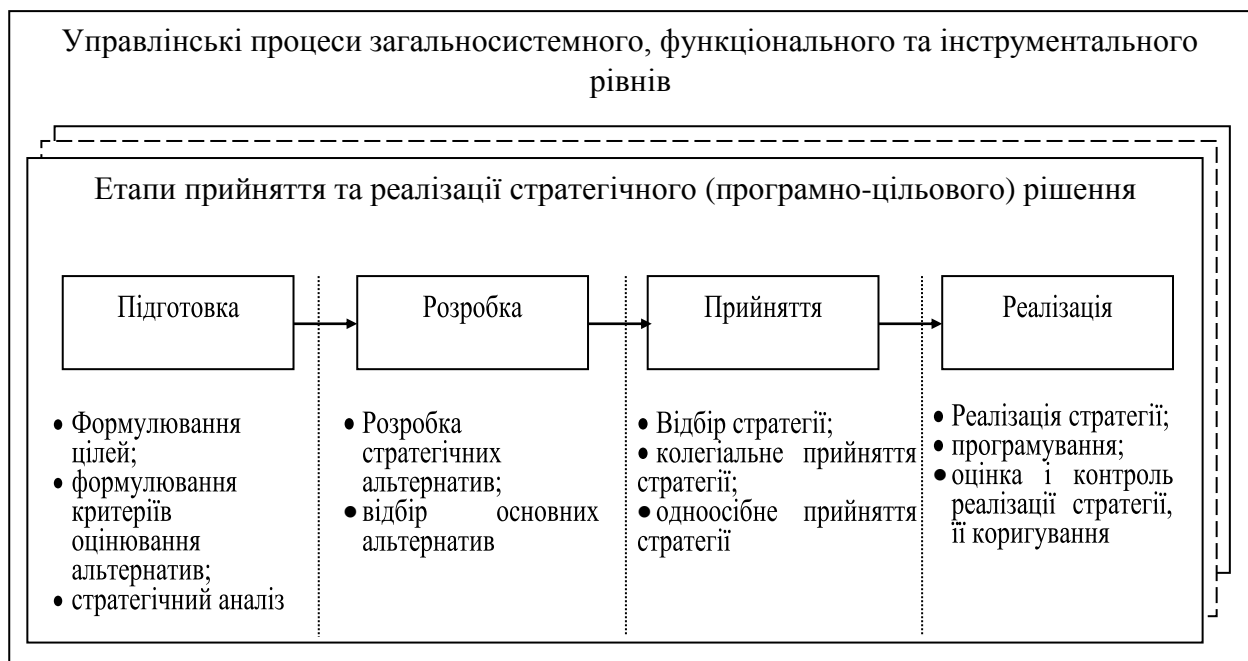 Управлінські процеси загальносистемного, функціонального та інструментального
рівнів
Етапи прийняття та реалізації стратегічного (програмно-цільового) рішення
Підготовка
Розробка
Прийняття
Реалізація
• Формулювання
цілей;
• формулювання
критеріїв
оцінювання
альтернатив;
• стратегічний аналіз
• Розробка
стратегічних
альтернатив;
• відбір основних
альтернатив
• Відбір стратегії;
• колегіальне прийняття
стратегії;
• одноосібне прийняття
стратегії
• Реалізація стратегії;
• програмування;
• оцінка і контроль
реалізації стратегії,
її коригування